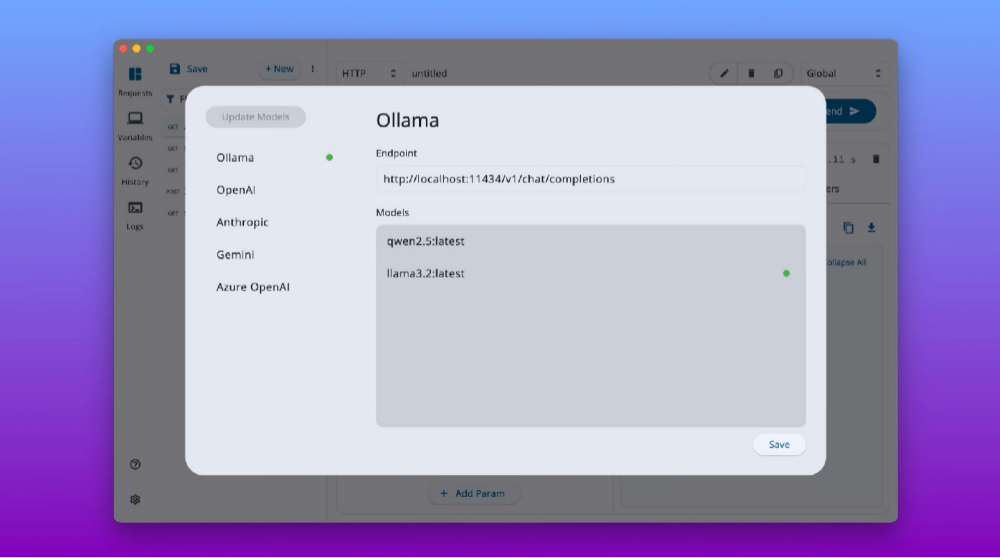 Save
+ New
HTTP
untitled
Global
Requests
Update Models
Ollama
end
GET
Variables
Endpoint
GET
Ollama
.11 s
OpenAI
http://localhost:11434/v1/chat/completions
GET
History
POST
ers
Anthropic
Models
GET
Logs
qwen2.5:latest
Gemini
ollapse All
llama3.2:latest
Azure OpenAI
Save
+ Add Param